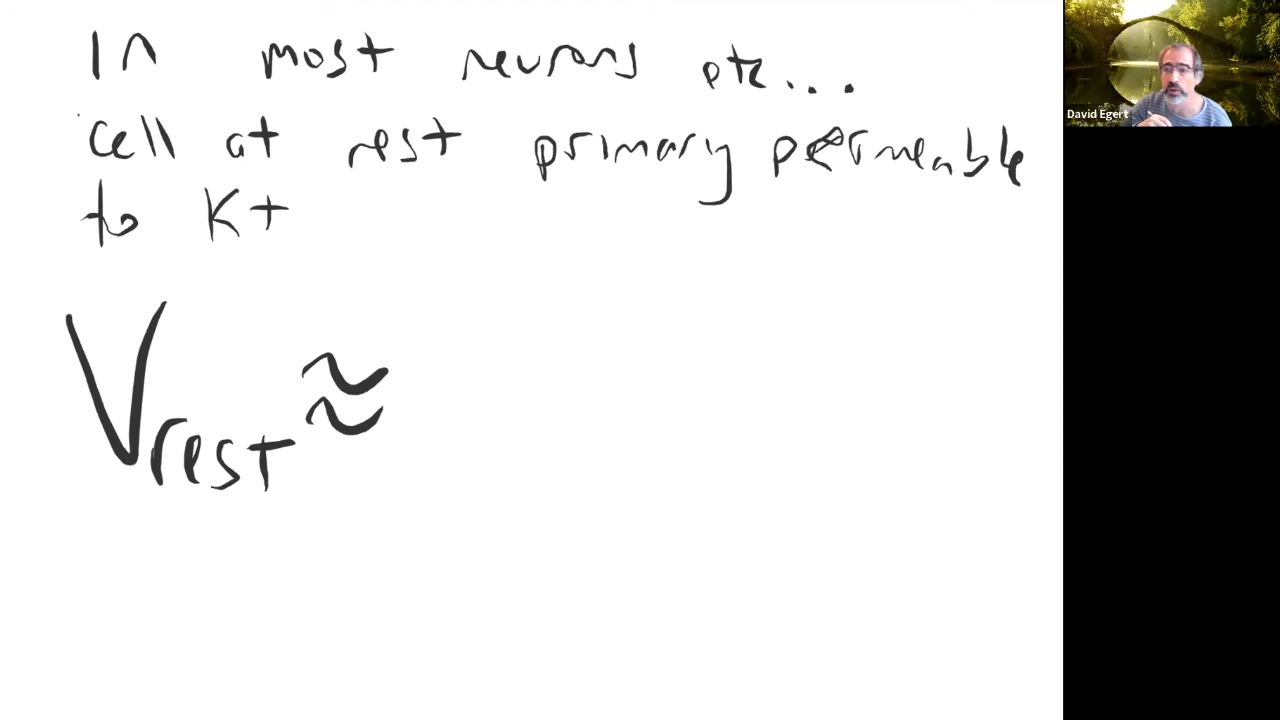 In most neurons etc...
cell at rest primary permeable
to K+
Vrest ≈
David Egert